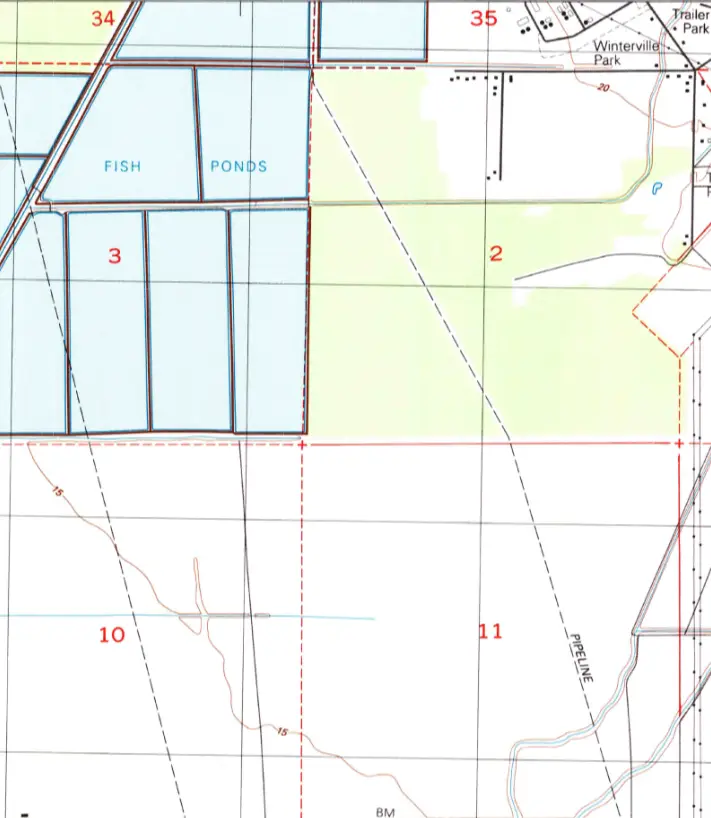 34
35
Trailer
Park
Winterville
Park
20
FISH PONDS
3
2
15
10
11
PIPELINE
15
BM